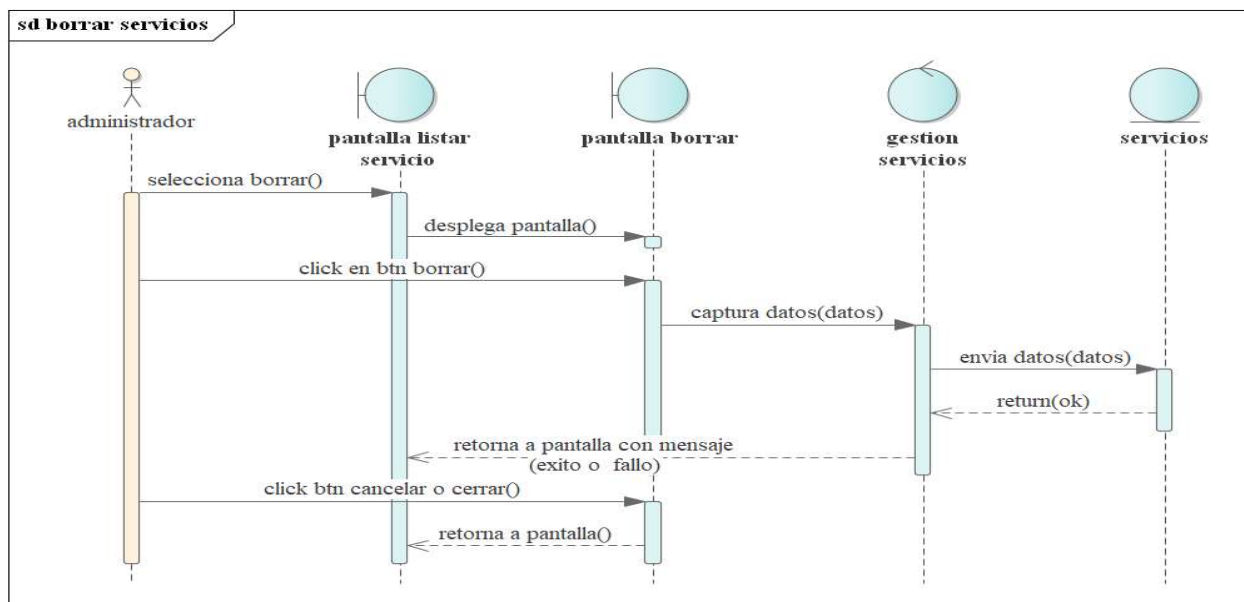 sd borrar servicios
administrador
pantalla listar
servicio
pantalla borrar
gestion
servicios
servicios
selecciona borrar()
desplega pantalla()
click en btn borrar()
captura datos(datos)
envia datos(datos)
return(ok)
retorna a pantalla con mensaje
(exito o fallo)
click btn cancelar o cerrar()
retorna a pantalla()